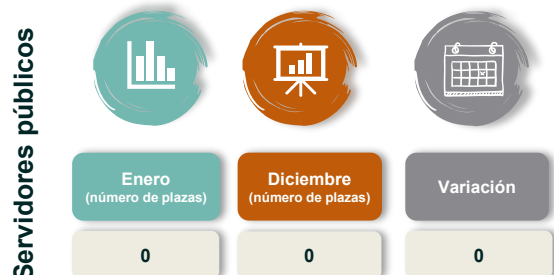 Servidores públicos
Enero
(número de plazas)
Diciembre
(número de plazas)
Variación
0
0
0